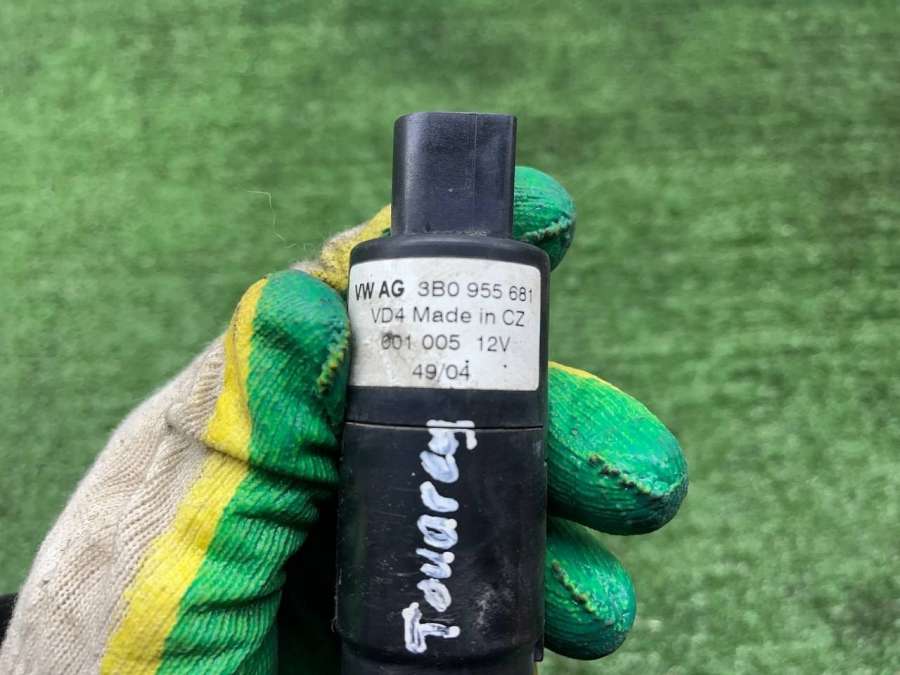 VW AG 3B0 955 681
VD4 Made in CZ
001 005 12V
49/04
Touareg